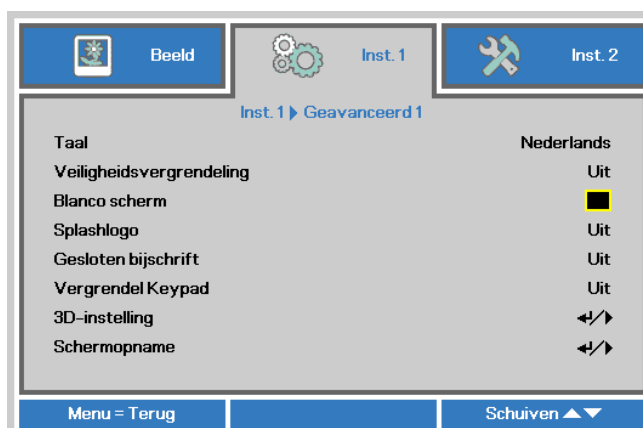 Beeld Inst. 1 Inst. 2
Inst. 1 Geavanceerd 1
Taal Nederlands
Veiligheidsvergrendeling Uit
Blanco scherm
Splashlogo Uit
Gesloten bijschrift Uit
Vergrendel Keypad Uit
3D-instelling
Schermopname
Menu = Terug Schuiven